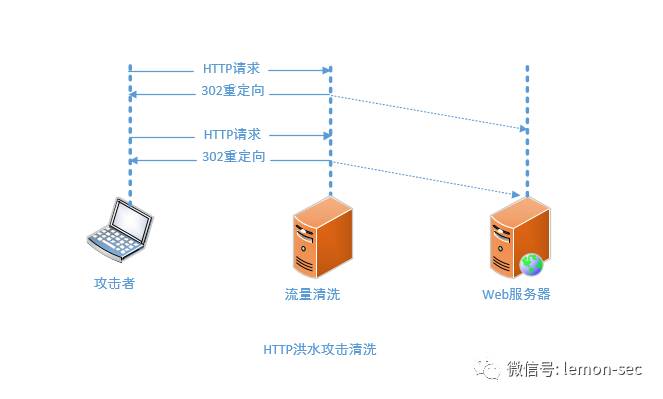 HTTP请求
302重定向
HTTP请求
302重定向
攻击者
流量清洗
Web服务器
HTTP洪水攻击清洗
微信号: lemon-sec